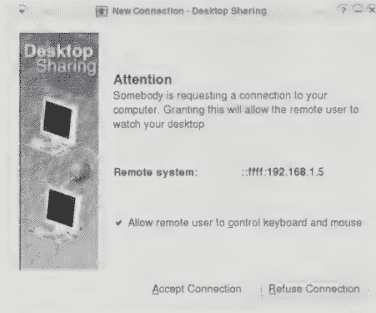 New Connection - Desktop Sharing
Desktop
Sharing
Attention
Somebody is requesting a connection to your
computer. Granting this will allow the remote user to
watch your desktop
Remote system: ::ffff:192.168.1.5
Allow remote user to control keyboard and mouse
Accept Connection Refuse Connection